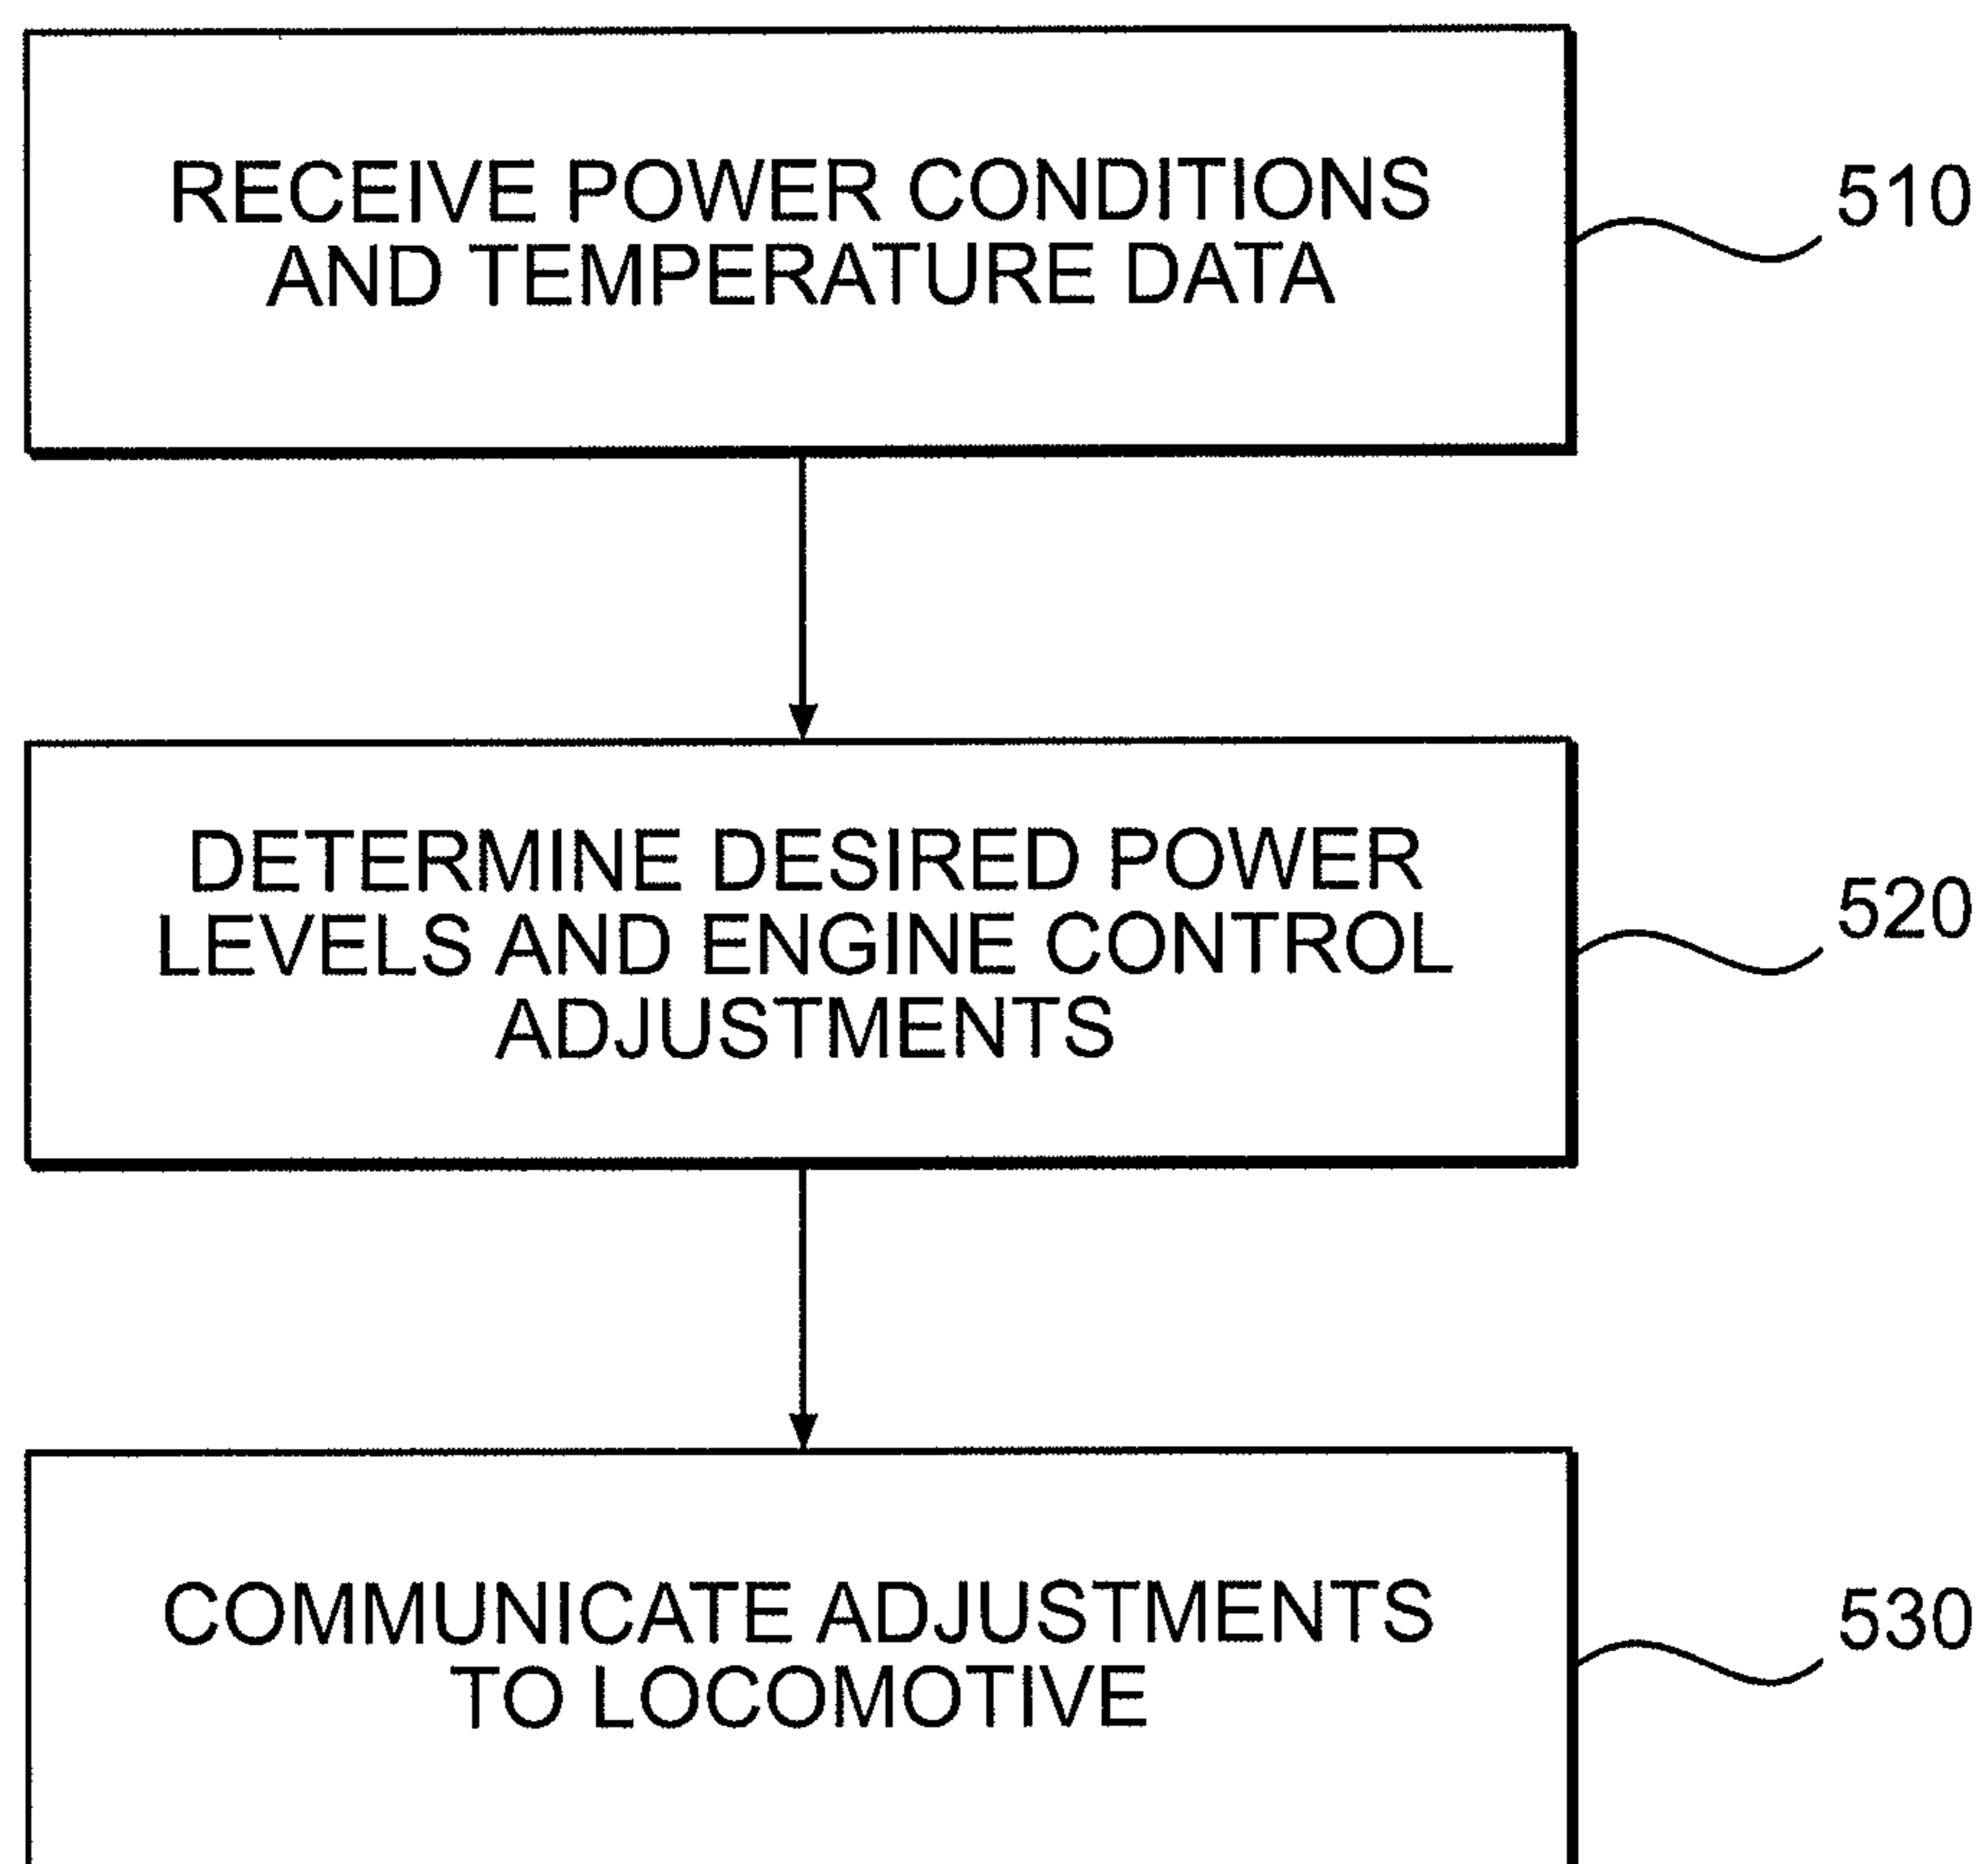 RECEIVE POWER CONDITIONS
AND TEMPERATURE DATA
510
DETERMINE DESIRED POWER
LEVELS AND ENGINE CONTROL
ADJUSTMENTS
520
COMMUNICATE ADJUSTMENTS
TO LOCOMOTIVE
530